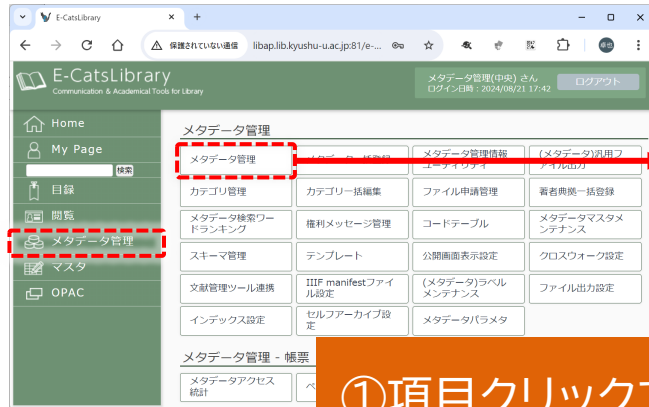 E-CatsLibrary
保護されていない通信 libap.lib.kyushu-u.ac.jp:81/e-...
E-CatsLibrary
Communication & Academical Tools for Library
メタデータ管理(中央) さん
ログイン日時 : 2024/08/21 17:42
ログアウト
Home
My Page
検索
目録
閲覧
メタデータ管理
マスタ
OPAC
メタデータ管理
メタデータ管理
メタデータ一括登録
メタデータ管理情報
ユーティリティ
(メタデータ)汎用フ
ァイル出力
カテゴリ管理
カテゴリ一括編集
ファイル申請管理
著者典拠一括登録
メタデータ検索ワー
ドランキング
権利メッセージ管理
コードテーブル
メタデータマスタメ
ンテナンス
スキーマ管理
テンプレート
公開画面表示設定
クロスウォーク設定
文献管理ツール連携
IIIF manifestファイ
ル設定
(メタデータ)ラベル
メンテナンス
ファイル出力設定
インデックス設定
セルフアーカイブ設
定
メタデータパラメタ
メタデータ管理 - 帳票
メタデータアクセス
統計
①項目クリックで